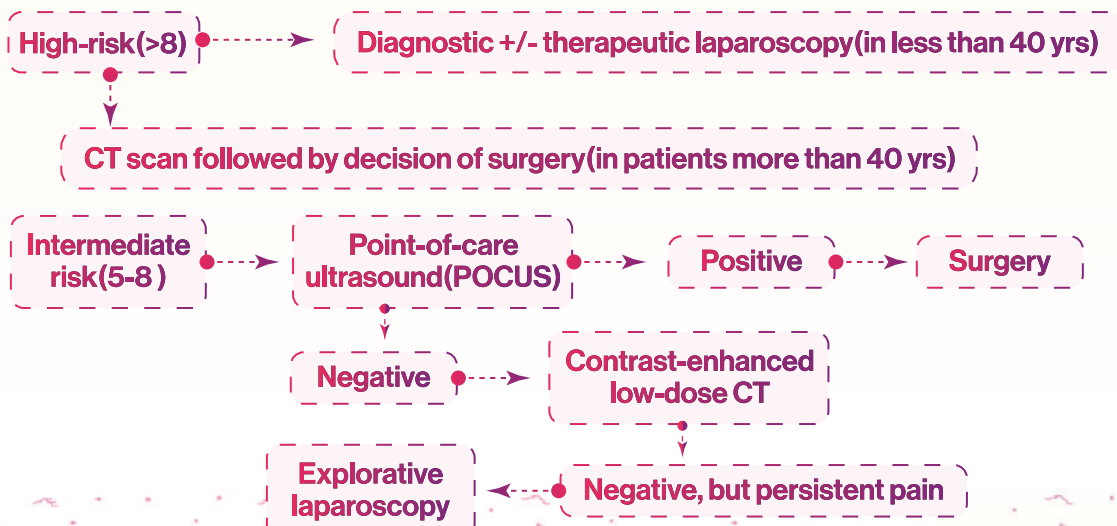 High-risk(>8)
Diagnostic +/- therapeutic laparoscopy(in less than 40 yrs)
CT scan followed by decision of surgery(in patients more than 40 yrs)
Intermediate
risk(5-8 )
Point-of-care
ultrasound(POCUS)
Positive
Surgery
Negative
Contrast-enhanced
low-dose CT
Explorative
laparoscopy
Negative, but persistent pain